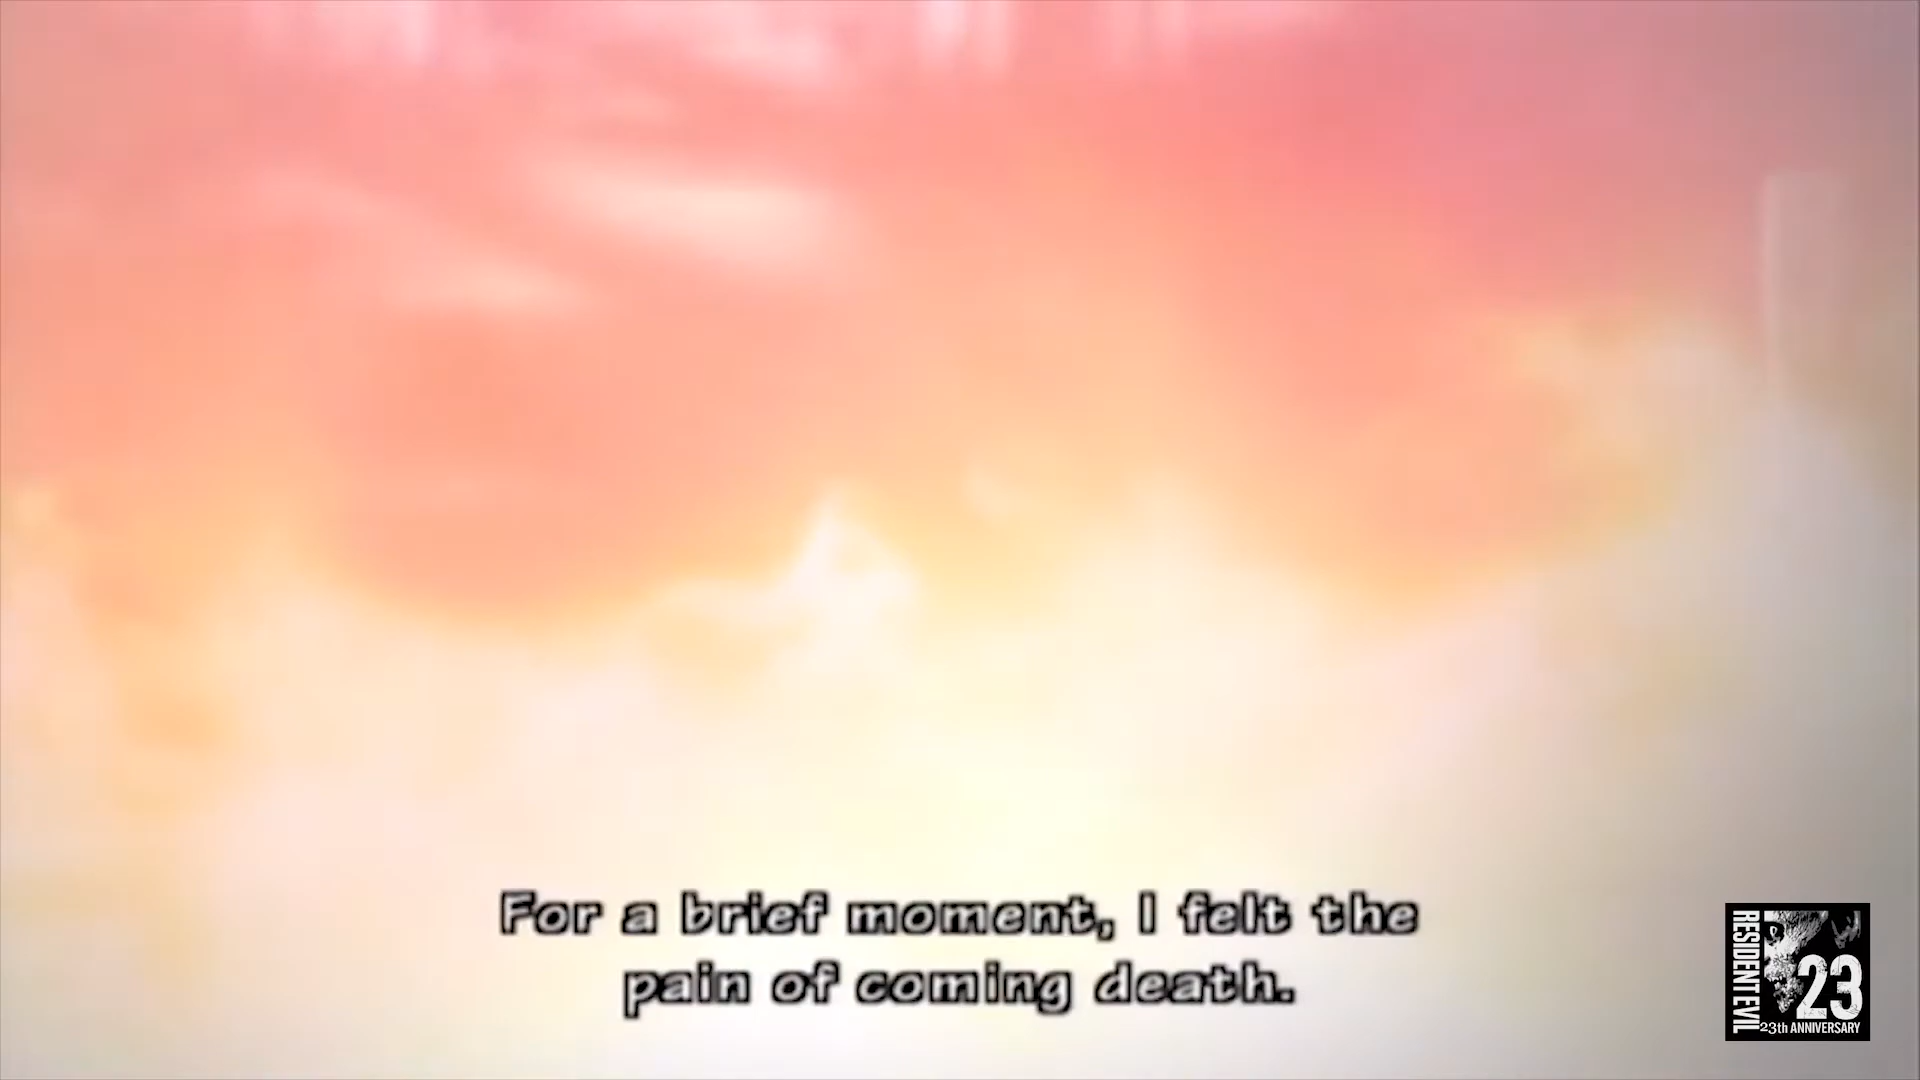 For a brief moment, I felt the
pain of coming death.
RESIDENT EVIL
23
23th ANNIVERSARY